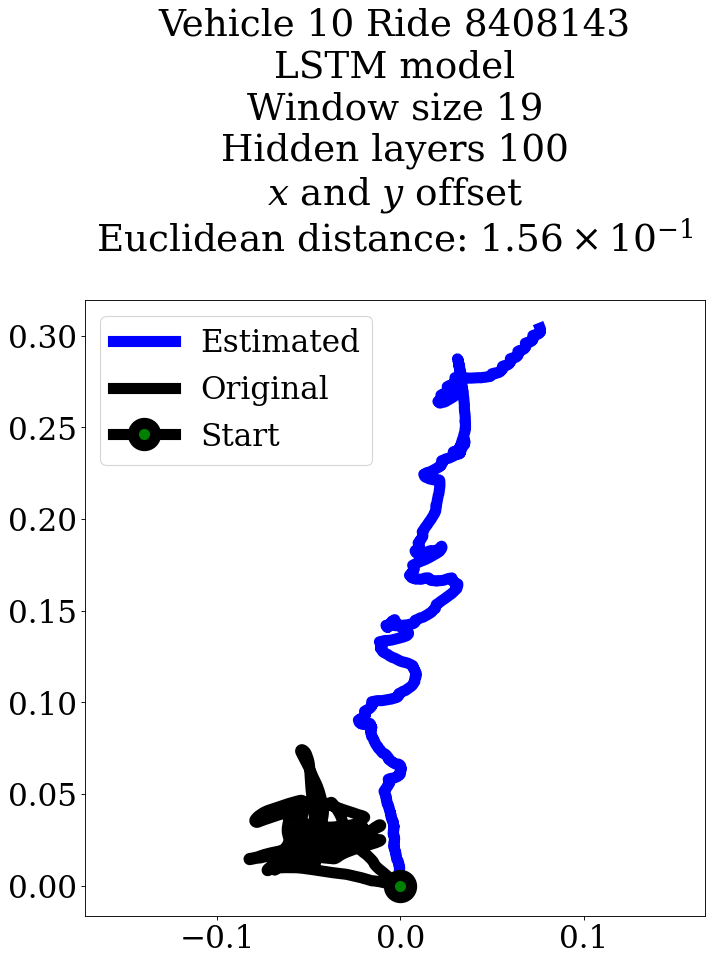 Vehicle 10 Ride 8408143
LSTM model
Window size 19
Hidden layers 100
x and y offset
Euclidean distance: 1.56 × 10⁻¹
Estimated
Original
Start
0.30
0.25
0.20
0.15
0.10
0.05
0.00
−0.1 0.0 0.1